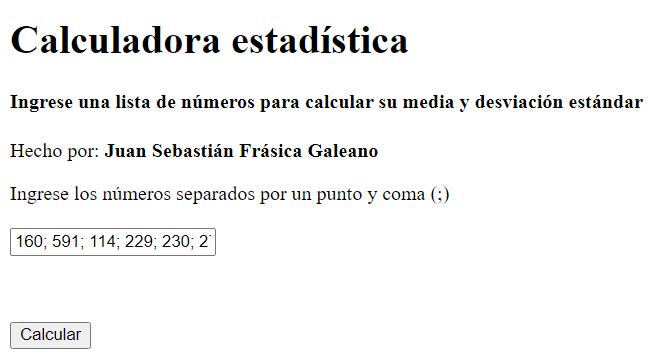 Calculadora estadística
Ingrese una lista de números para calcular su media y desviación estándar
Hecho por: Juan Sebastián Frásica Galeano
Ingrese los números separados por un punto y coma (;)
160; 591; 114; 229; 230; 2
Calcular